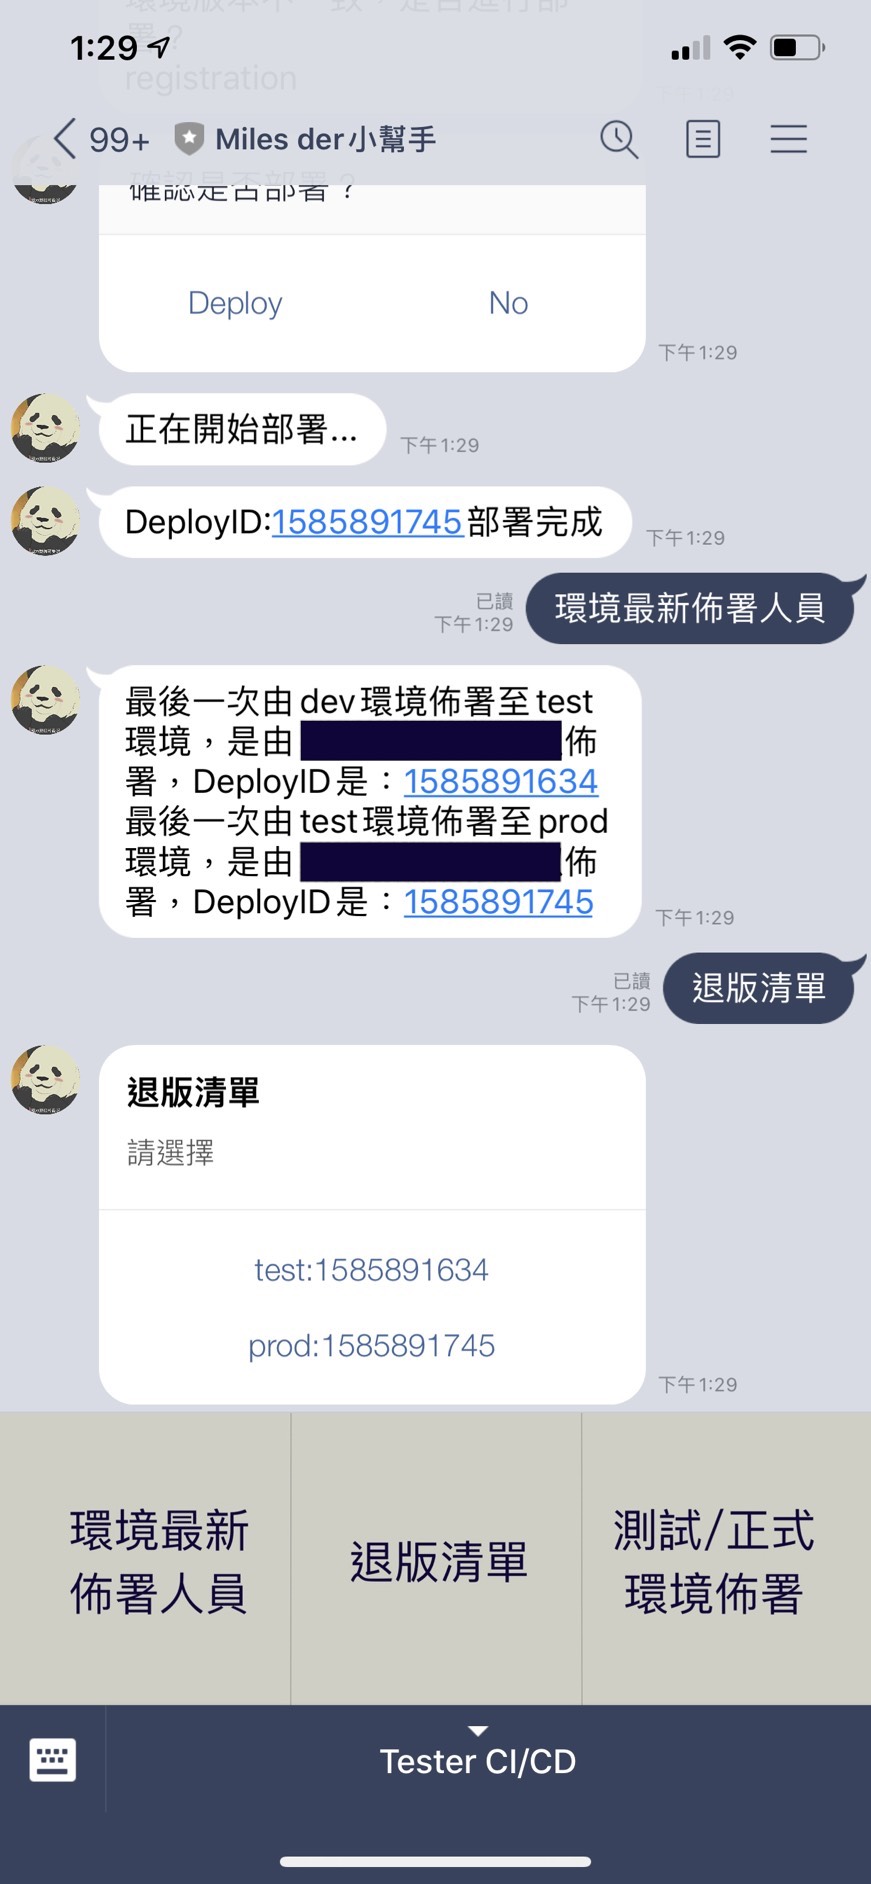 1:29
registration
99+ Miles der小幫手
確認是否部署？
Deploy No
下午1:29
正在開始部署...
下午1:29
DeployID:1585891745部署完成
下午1:29
已讀
下午1:29
環境最新佈署人員
最後一次由dev環境佈署至test
環境，是由 佈
署，DeployID是：1585891634
最後一次由test環境佈署至prod
環境，是由 佈
署，DeployID是：1585891745
下午1:29
已讀
下午1:29
退版清單
退版清單
請選擇
test:1585891634
prod:1585891745
下午1:29
環境最新
佈署人員
退版清單
測試/正式
環境佈署
Tester CI/CD